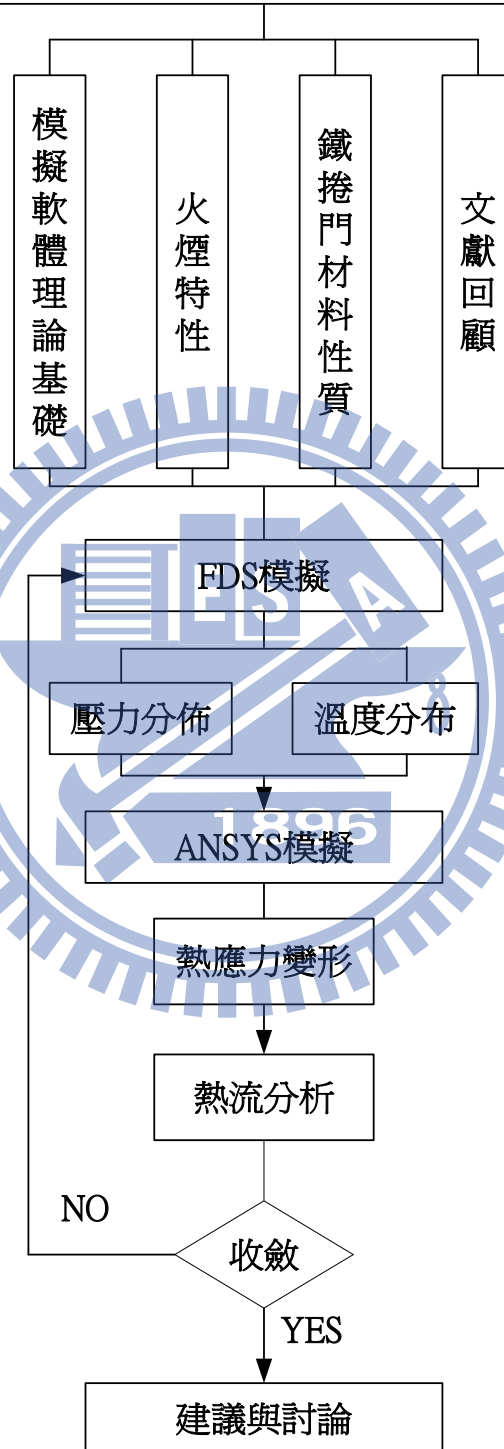 模擬軟體理論基礎
火煙特性
鐵捲門材料性質
文獻回顧
FDS模擬
壓力分佈
溫度分布
ANSYS模擬
熱應力變形
熱流分析
NO
收斂
YES
建議與討論
ES
A
1896